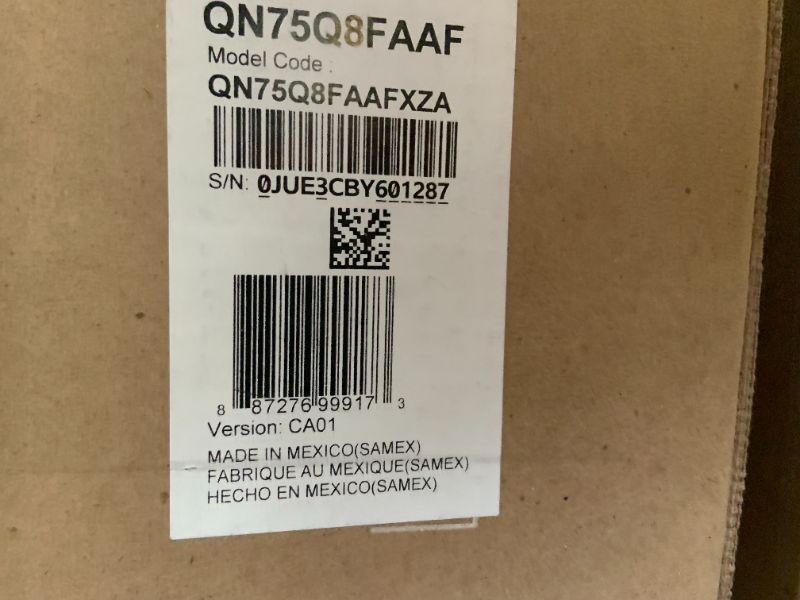 QN75Q8FAAF
Model Code :
QN75Q8FAAFXZA
S/N: 0JUE3CBY601287
8 87276 99917 3
Version: CA01
MADE IN MEXICO(SAMEX)
FABRIQUE AU MEXIQUE(SAMEX)
HECHO EN MEXICO(SAMEX)